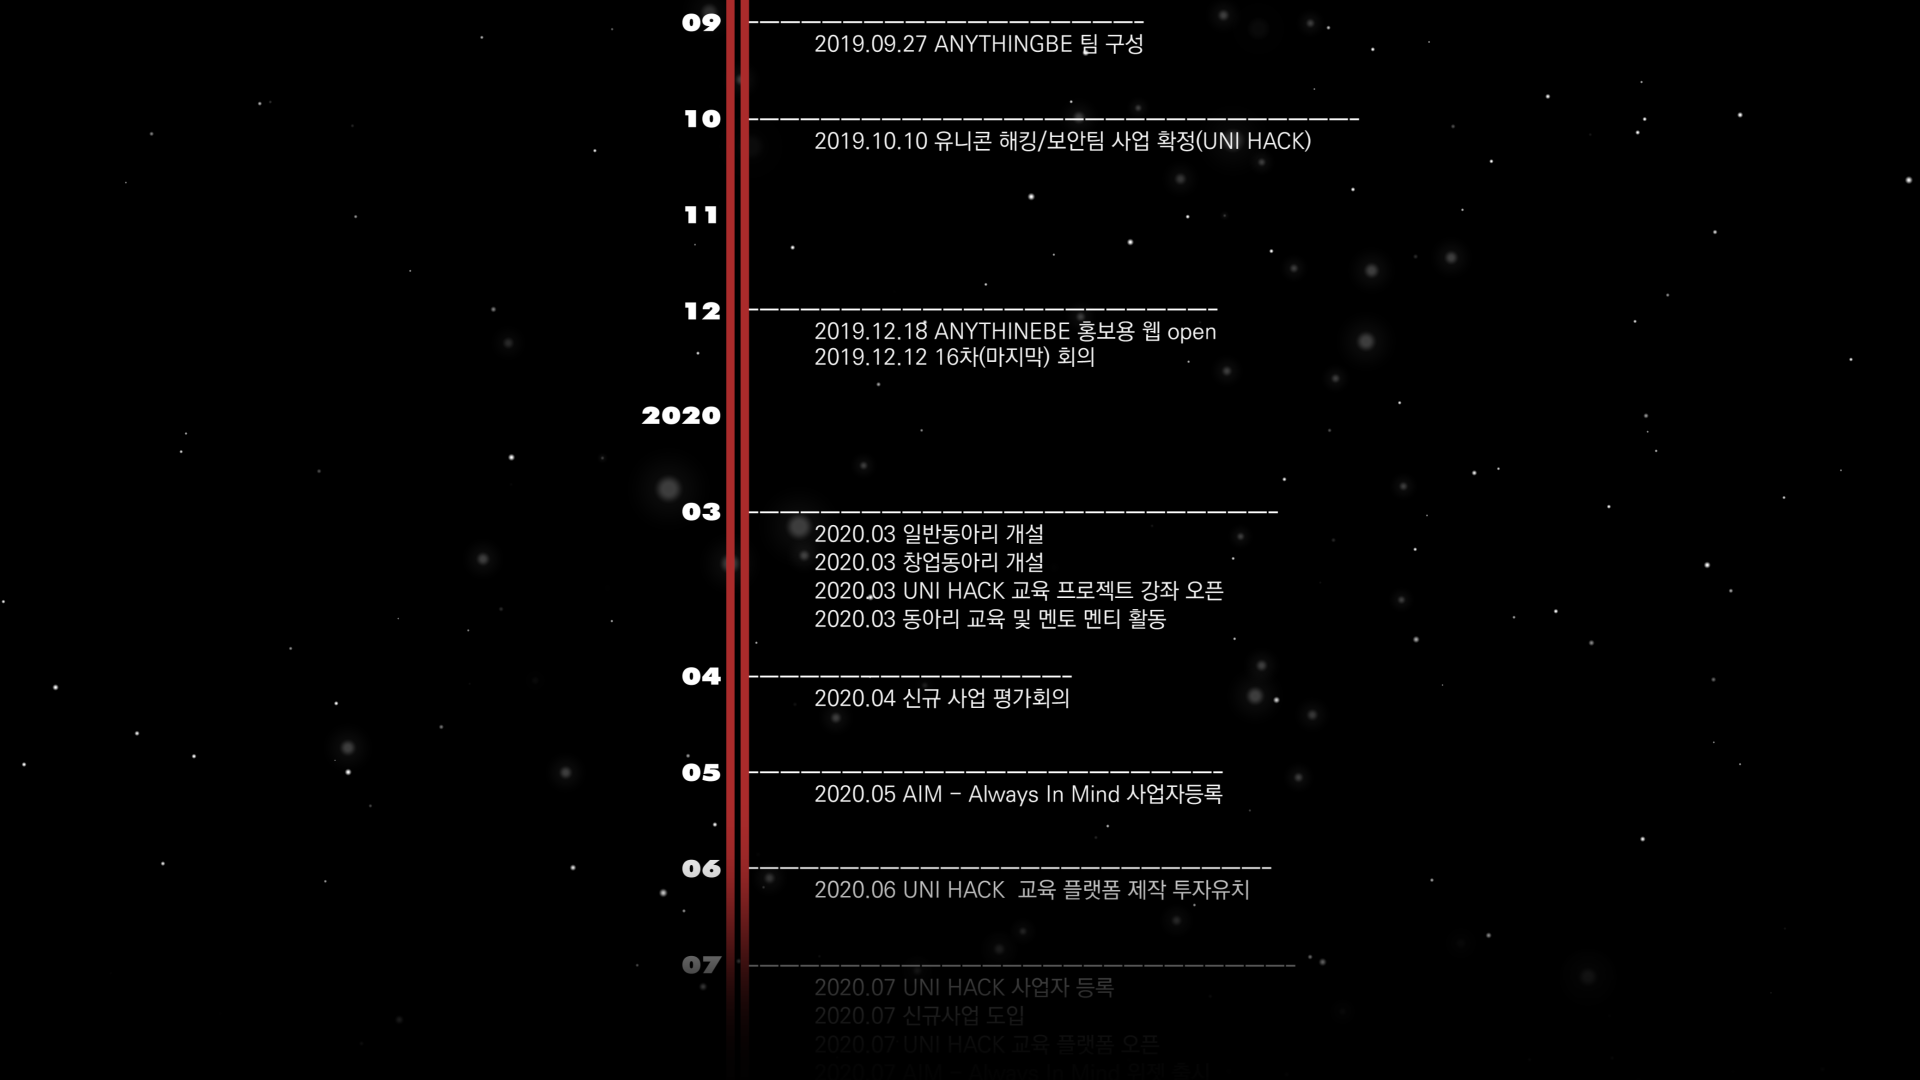 09
2019.09.27 ANYTHINGBE 팀 구성
10
2019.10.10 유니콘 해킹/보안팀 사업 확정(UNI HACK)
11
12
2019.12.18 ANYTHINEBE 홍보용 웹 open
2019.12.12 16차(마지막) 회의
2020
03
2020.03 일반동아리 개설
2020.03 창업동아리 개설
2020.03 UNI HACK 교육 프로젝트 강좌 오픈
2020.03 동아리 교육 및 멘토 멘티 활동
04
2020.04 신규 사업 평가회의
05
2020.05 AIM - Always In Mind 사업자등록
06
2020.06 UNI HACK 교육 플랫폼 제작 투자유치
07
2020.07 UNI HACK 사업자 등록
2020.07 신규사업 도입
2020.07 UNI HACK 교육 플랫폼 오픈
2020.07 AIM - Always In Mind